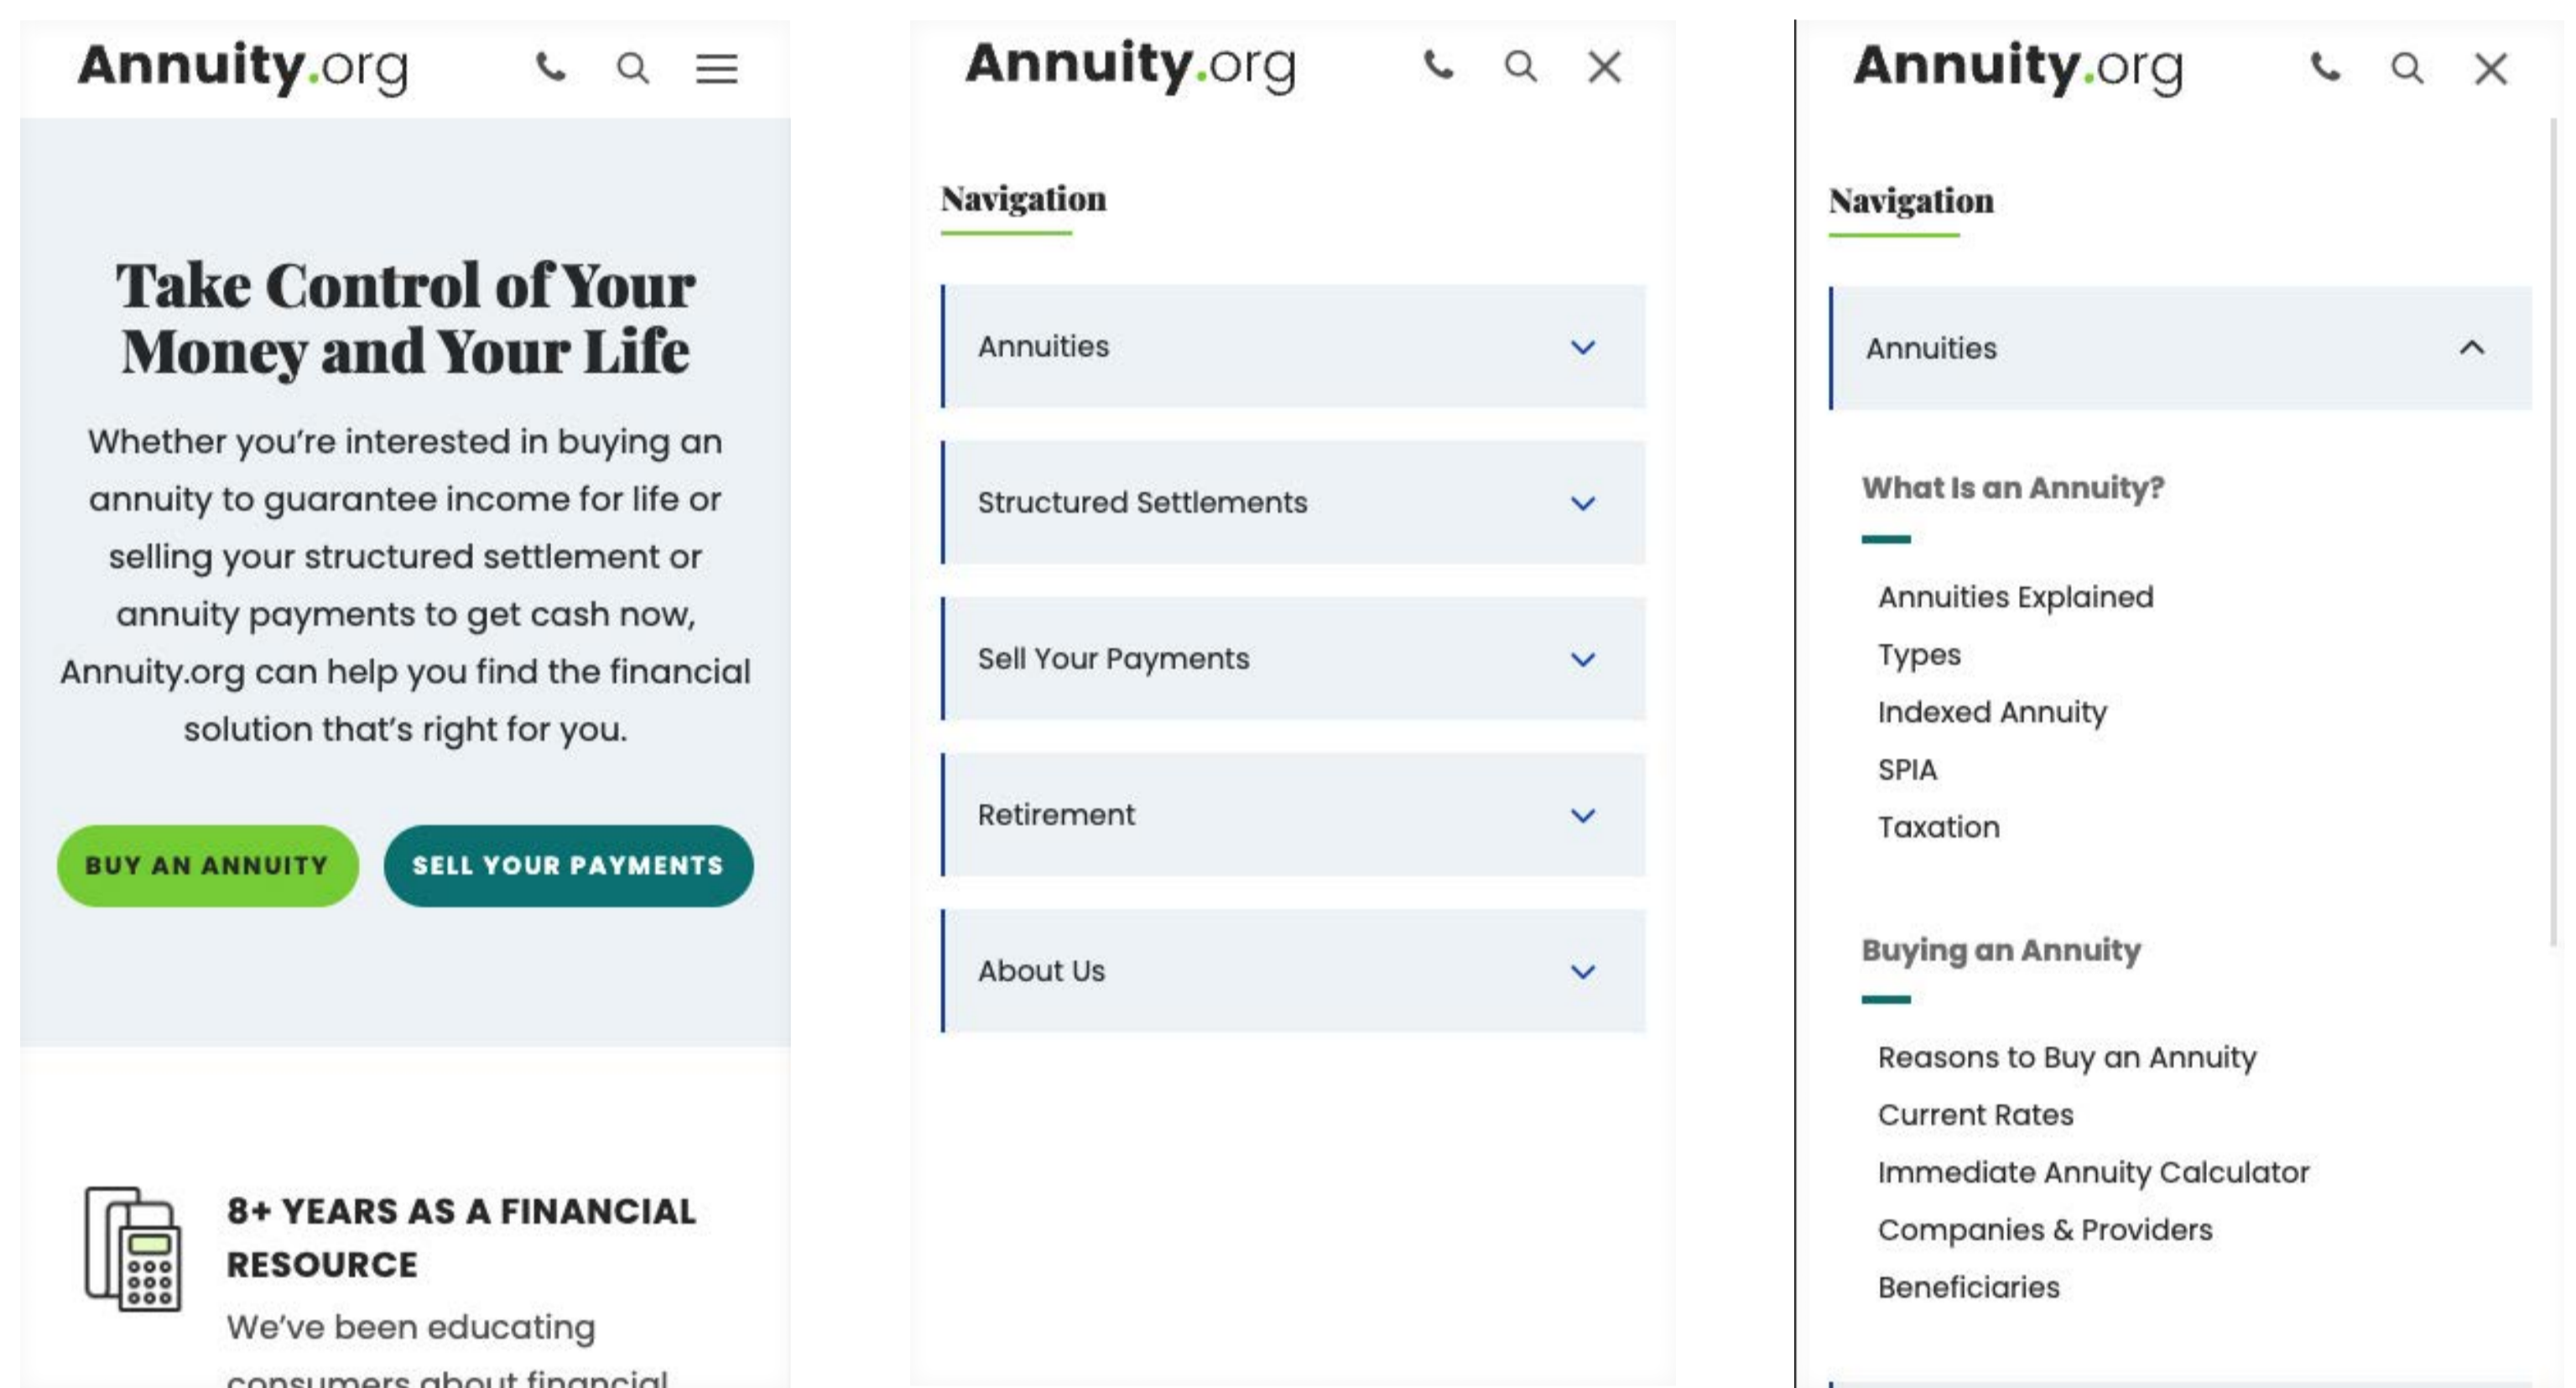 Annuity.org
Take Control of Your
Money and Your Life
Whether you’re interested in buying an
annuity to guarantee income for life or
selling your structured settlement or
annuity payments to get cash now,
Annuity.org can help you find the financial
solution that’s right for you.
BUY AN ANNUITY
SELL YOUR PAYMENTS
8+ YEARS AS A FINANCIAL
RESOURCE
We’ve been educating
consumers about financial
Annuity.org
Navigation
Annuities
Structured Settlements
Sell Your Payments
Retirement
About Us
Annuity.org
Navigation
Annuities
What Is an Annuity?
Annuities Explained
Types
Indexed Annuity
SPIA
Taxation
Buying an Annuity
Reasons to Buy an Annuity
Current Rates
Immediate Annuity Calculator
Companies & Providers
Beneficiaries